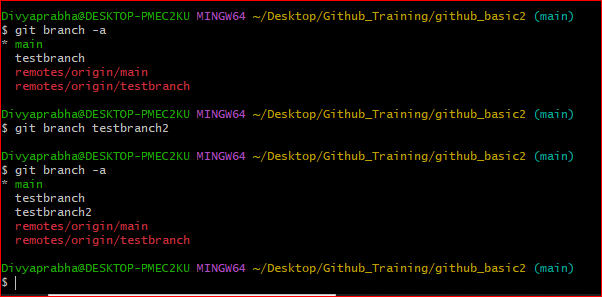 Divyaprabha@DESKTOP-PMEC2KU MINGW64 ~/Desktop/Github_Training/github_basic2 (main)
$ git branch -a
* main
  testbranch
  remotes/origin/main
  remotes/origin/testbranch
Divyaprabha@DESKTOP-PMEC2KU MINGW64 ~/Desktop/Github_Training/github_basic2 (main)
$ git branch testbranch2
Divyaprabha@DESKTOP-PMEC2KU MINGW64 ~/Desktop/Github_Training/github_basic2 (main)
$ git branch -a
* main
  testbranch
  testbranch2
  remotes/origin/main
  remotes/origin/testbranch
Divyaprabha@DESKTOP-PMEC2KU MINGW64 ~/Desktop/Github_Training/github_basic2 (main)
$